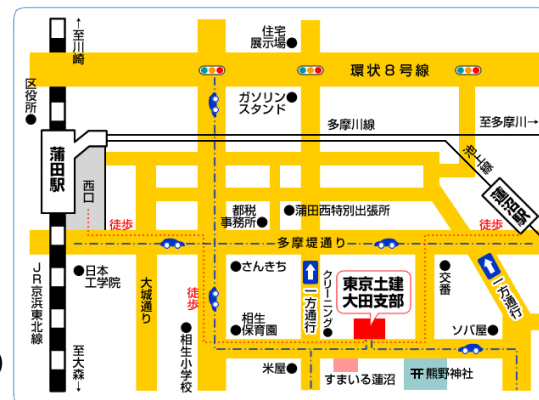 ↑至川崎
住宅
展示場
環状８号線
区役所
ガソリン
スタンド
多摩川線
至多摩川→
蒲田駅
池上線
西口
蓮沼駅
徒歩
都税
事務所
蒲田西特別出張所
徒歩
多摩堤通り
日本
工学院
さんきち
クリーニング
東京土建
大田支部
交番
一方通行
一方通行
ＪＲ京浜東北線
大城通り
徒歩
相生
保育園
ソバ屋
相生小学校
至大森→
米屋
すまいる蓮沼
熊野神社
)